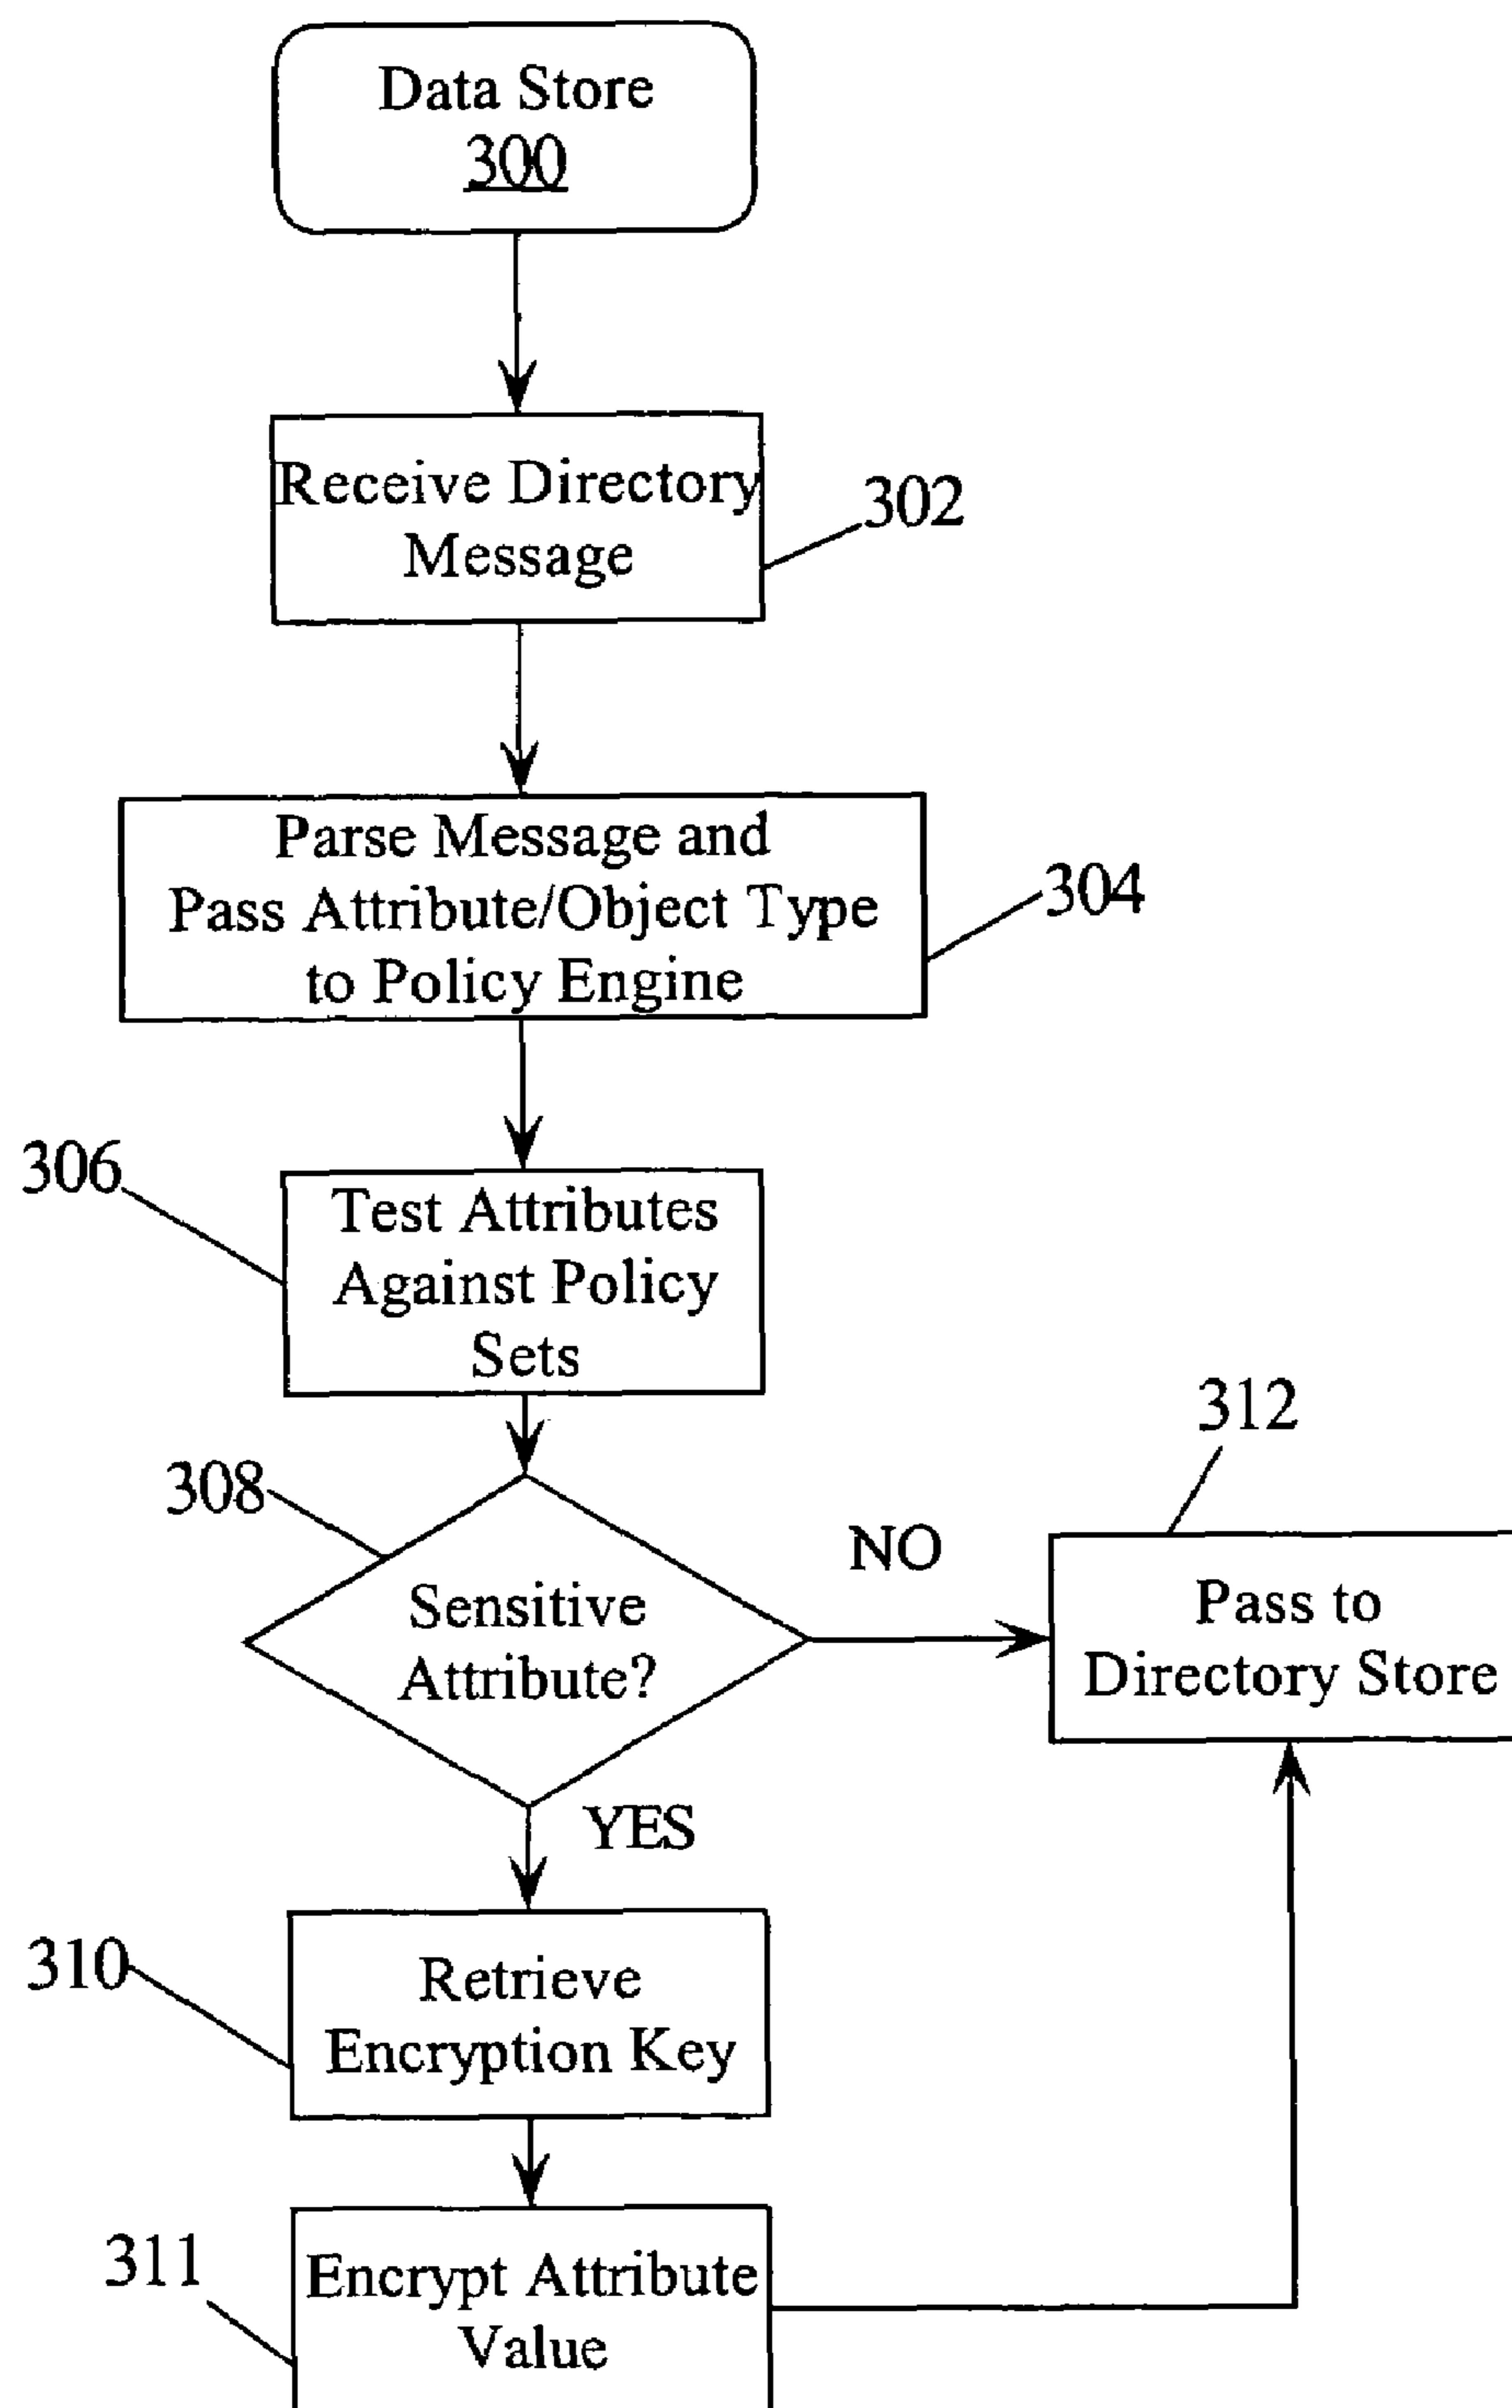 Data Store
300
Receive Directory
Message
302
Parse Message and
Pass Attribute/Object Type
to Policy Engine
304
306
Test Attributes
Against Policy
Sets
308
Sensitive
Attribute?
NO
312
Pass to
Directory Store
YES
310
Retrieve
Encryption Key
311
Encrypt Attribute
Value